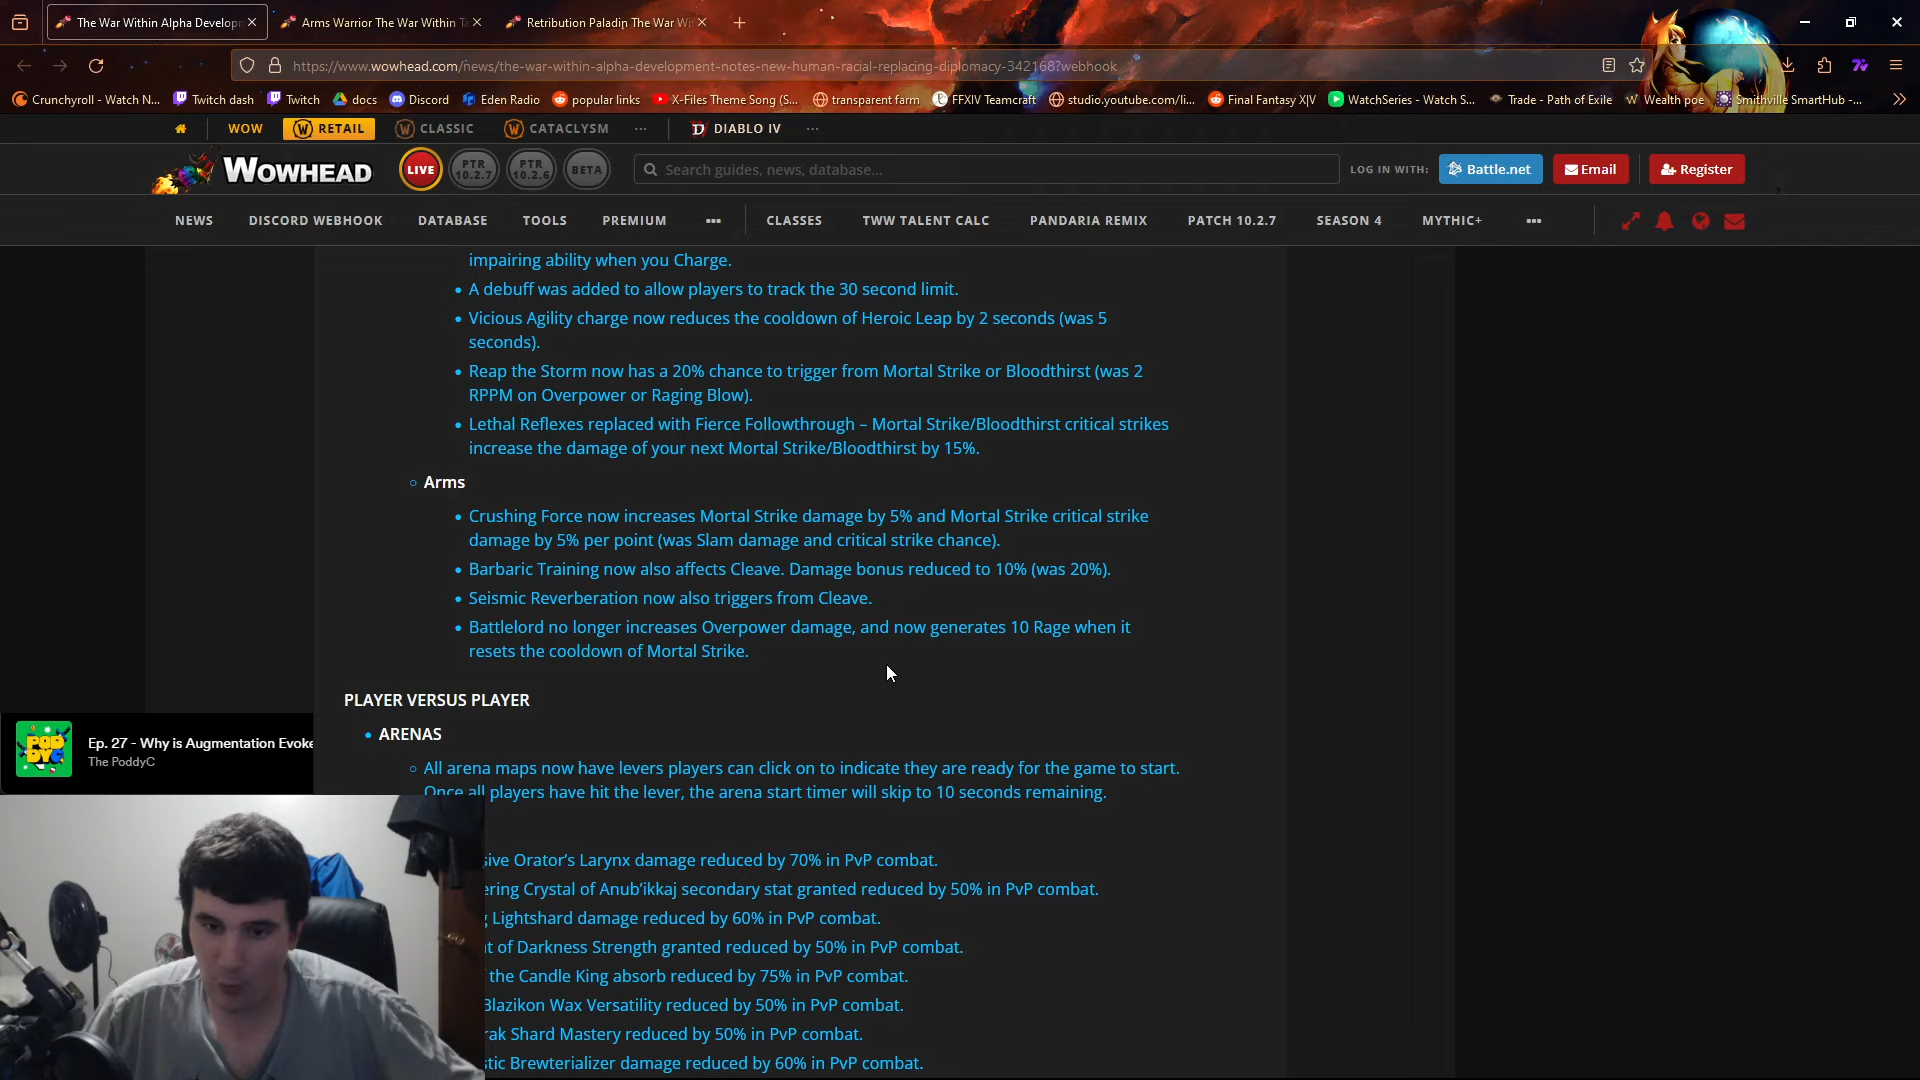 The War Within Alpha Develop
Arms Warrior The War Within Ta
Retribution Paladin The War Wi
https://www.wowhead.com/news/the-war-within-alpha-development-notes-new-human-racial-replacing-diplomacy-342168?webhook
Crunchyroll - Watch N... Twitch dash Twitch docs Discord Eden Radio popular links X-Files Theme Song (S... transparent farm FFXIV Teamcraft studio.youtube.com/li... Final Fantasy X|V WatchSeries - Watch S... Trade - Path of Exile Wealth poe Smithville SmartHub -...
WOW RETAIL CLASSIC CATACLYSM ... DIABLO IV ...
WOWHEAD LIVE PTR 10.2.7 PTR 10.2.6 BETA Search guides, news, database... LOG IN WITH: Battle.net Email Register
NEWS DISCORD WEBHOOK DATABASE TOOLS PREMIUM ... CLASSES TWW TALENT CALC PANDARIA REMIX PATCH 10.2.7 SEASON 4 MYTHIC+ ...
impairing ability when you Charge.
• A debuff was added to allow players to track the 30 second limit.
• Vicious Agility charge now reduces the cooldown of Heroic Leap by 2 seconds (was 5
seconds).
• Reap the Storm now has a 20% chance to trigger from Mortal Strike or Bloodthirst (was 2
RPPM on Overpower or Raging Blow).
• Lethal Reflexes replaced with Fierce Followthrough – Mortal Strike/Bloodthirst critical strikes
increase the damage of your next Mortal Strike/Bloodthirst by 15%.
○ Arms
• Crushing Force now increases Mortal Strike damage by 5% and Mortal Strike critical strike
damage by 5% per point (was Slam damage and critical strike chance).
• Barbaric Training now also affects Cleave. Damage bonus reduced to 10% (was 20%).
• Seismic Reverberation now also triggers from Cleave.
• Battlelord no longer increases Overpower damage, and now generates 10 Rage when it
resets the cooldown of Mortal Strike.
PLAYER VERSUS PLAYER
• ARENAS
○ All arena maps now have levers players can click on to indicate they are ready for the game to start.
Once all players have hit the lever, the arena start timer will skip to 10 seconds remaining.
POD DYC
Ep. 27 - Why is Augmentation Evoke
The PoddyC
sive Orator's Larynx damage reduced by 70% in PvP combat.
ering Crystal of Anub'ikkaj secondary stat granted reduced by 50% in PvP combat.
g Lightshard damage reduced by 60% in PvP combat.
t of Darkness Strength granted reduced by 50% in PvP combat.
the Candle King absorb reduced by 75% in PvP combat.
Blazikon Wax Versatility reduced by 50% in PvP combat.
rak Shard Mastery reduced by 50% in PvP combat.
stic Brewterializer damage reduced by 60% in PvP combat.